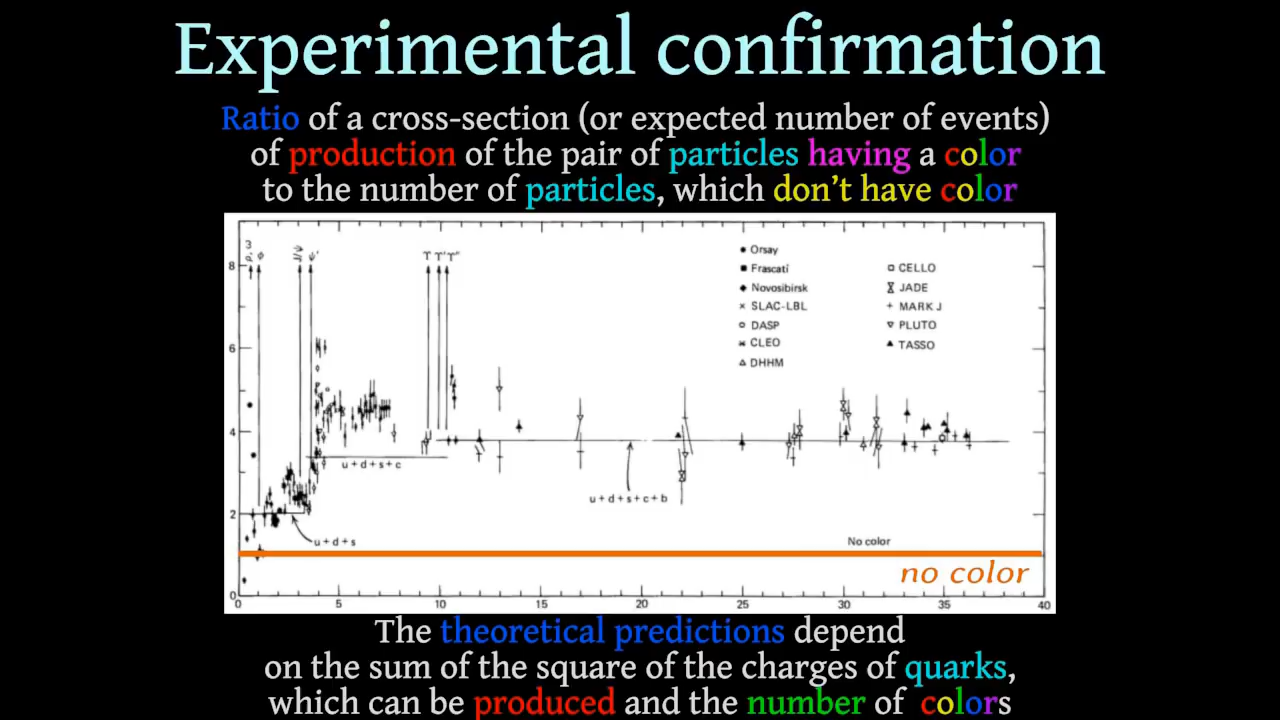 Experimental confirmation
Ratio of a cross-section (or expected number of events)
of production of the pair of particles having a color
to the number of particles, which don’t have color
ρ, ω
ϕ
J/ψ
ψ'
Υ Υ' Υ''
8
6
4
2
0
• Orsay
■ Frascati
◆ Novosibirsk
× SLAC-LBL
DASP
CLEO
DHHM
CELLO
JADE
+ MARK J
▿ PLUTO
▲ TASSO
u+d+s+c
u+d+s+c+b
u+d+s
No color
no color
0 5 10 15 20 25 30 35 40
The theoretical predictions depend
on the sum of the square of the charges of quarks,
which can be produced and the number of colors